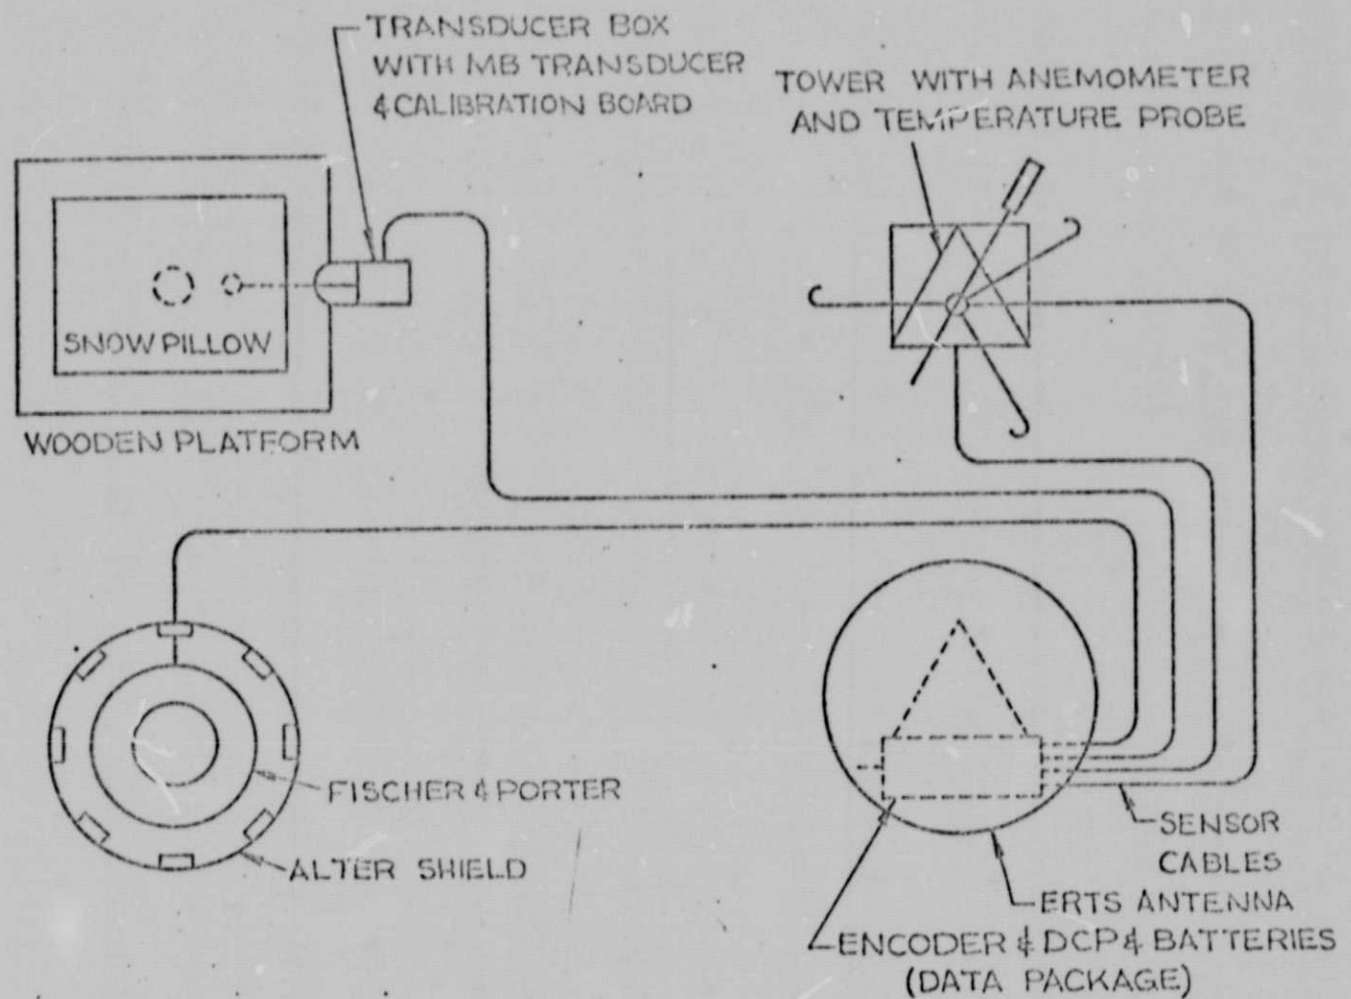 TRANSDUCER BOX
WITH MB TRANSDUCER
& CALIBRATION BOARD
TOWER WITH ANEMOMETER
AND TEMPERATURE PROBE
SNOW PILLOW
WOODEN PLATFORM
FISCHER & PORTER
ALTER SHIELD
SENSOR
CABLES
ERTS ANTENNA
ENCODER & DCP & BATTERIES
(DATA PACKAGE)